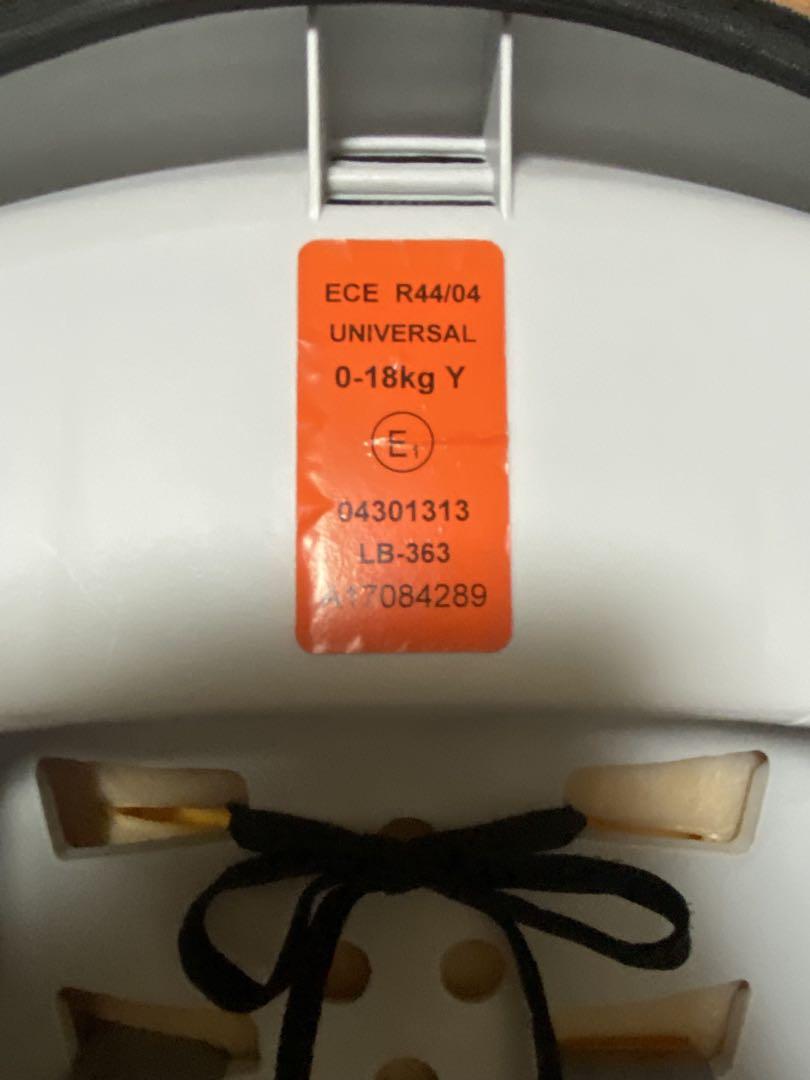 ECE R44/04
UNIVERSAL
0-18kg Y
E1
04301313
LB-363
A17084289